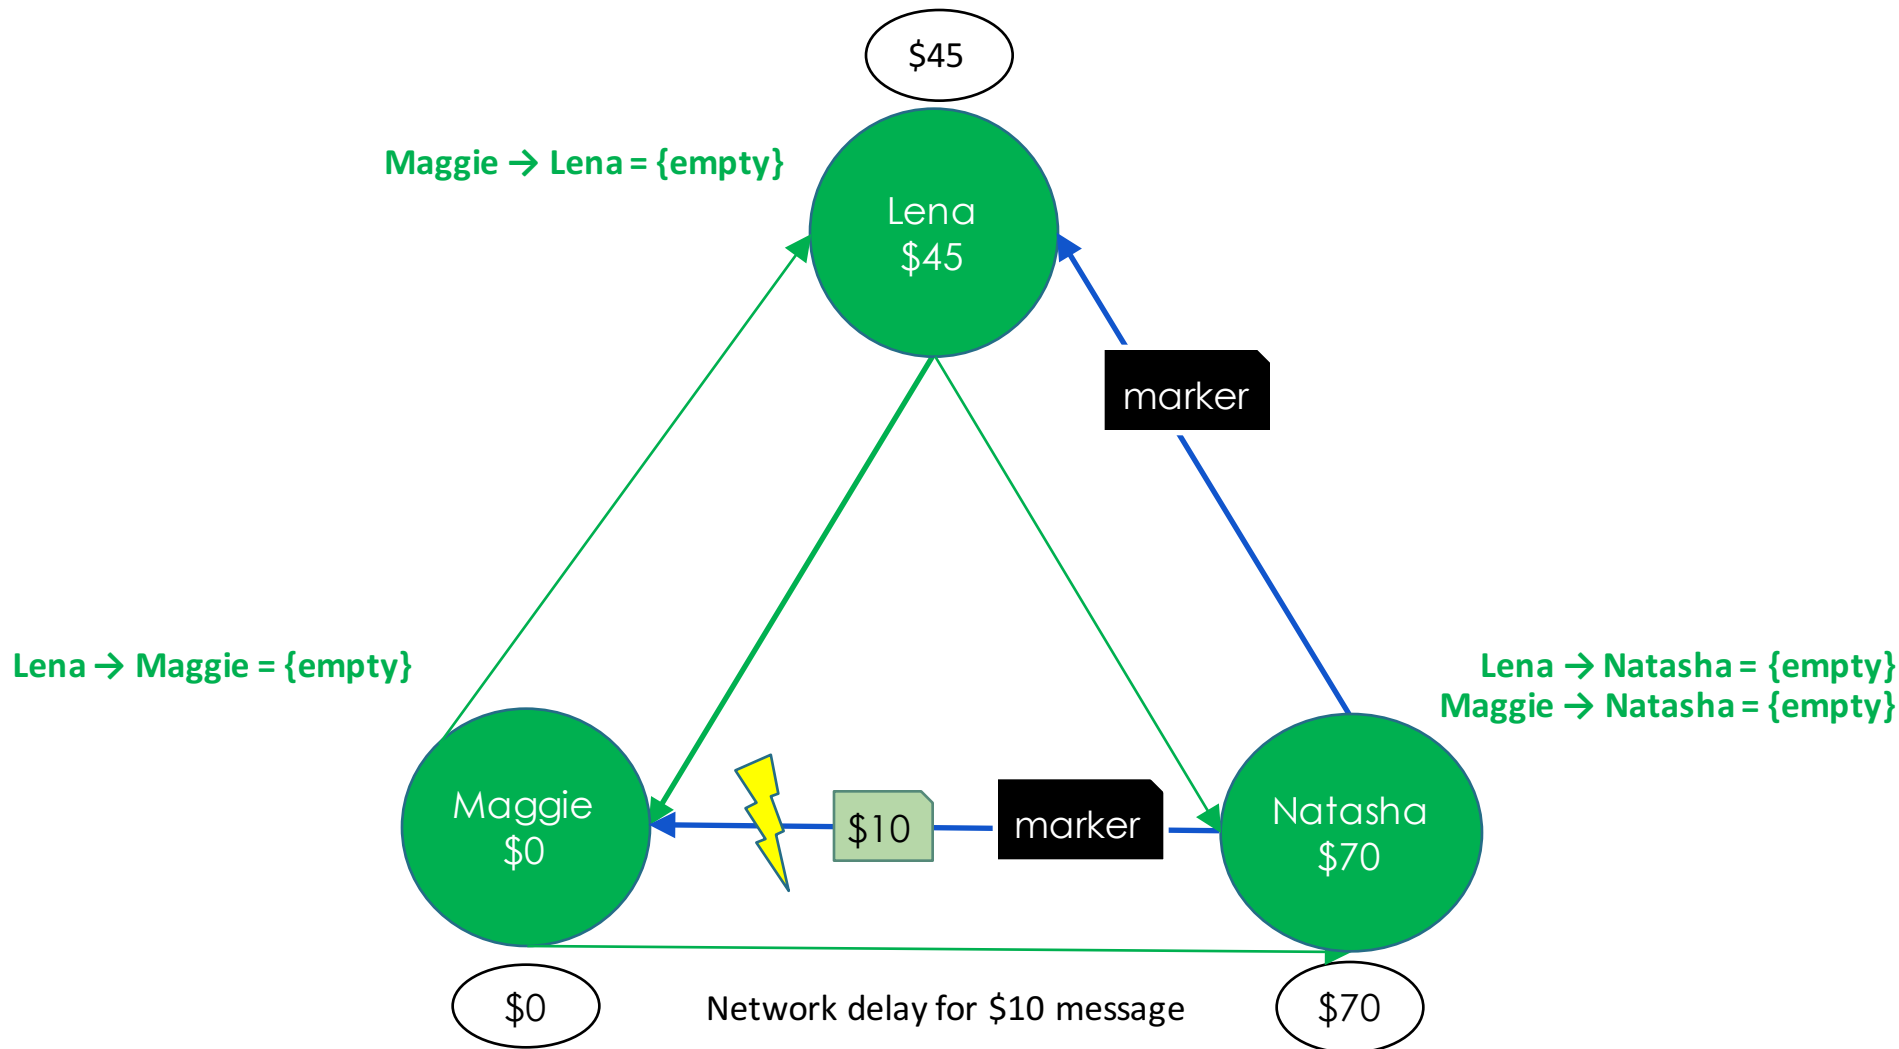 $45
Maggie → Lena = {empty}
Lena
$45
marker
Lena → Maggie = {empty}
Lena → Natasha = {empty}
Maggie → Natasha = {empty}
Maggie
$0
$10
marker
Natasha
$70
$0
Network delay for $10 message
$70